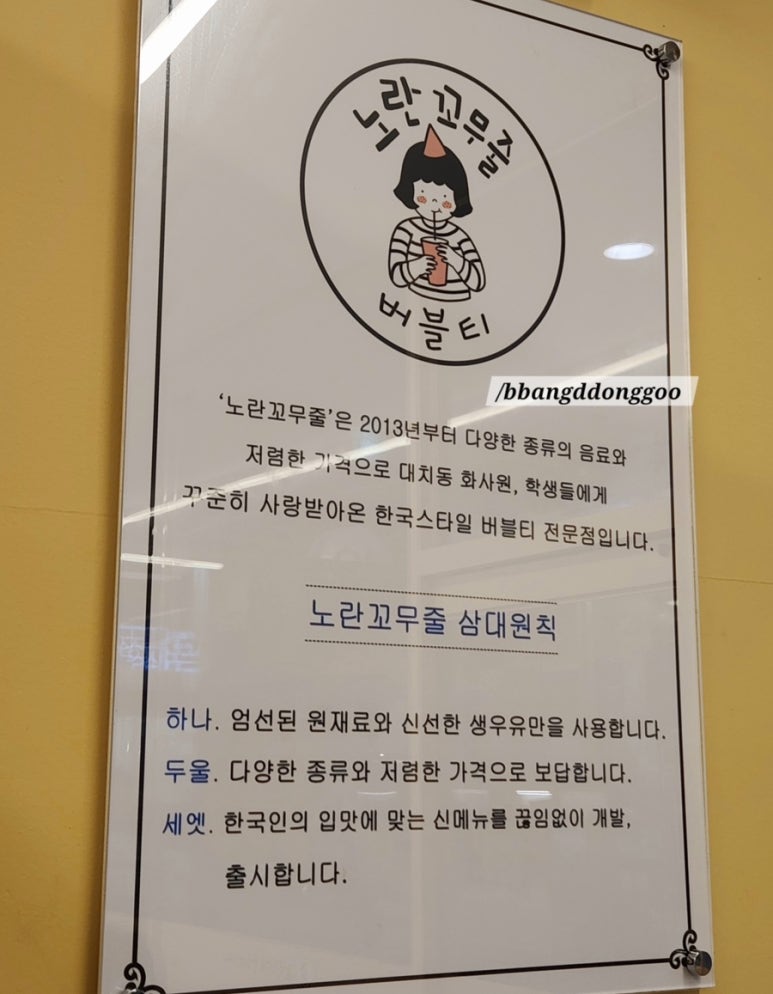 노란 꼬무줄
버블티
/bbangddonggoo
‘노란꼬무줄’은 2013년부터 다양한 종류의 음료와
저렴한 가격으로 대치동 화사원, 학생들에게
꾸준히 사랑받아온 한국스타일 버블티 전문점입니다.
노란꼬무줄 삼대원칙
하나. 엄선된 원재료와 신선한 생우유만을 사용합니다.
두울. 다양한 종류와 저렴한 가격으로 보답합니다.
세엣. 한국인의 입맛에 맞는 신메뉴를 끊임없이 개발,
출시합니다.